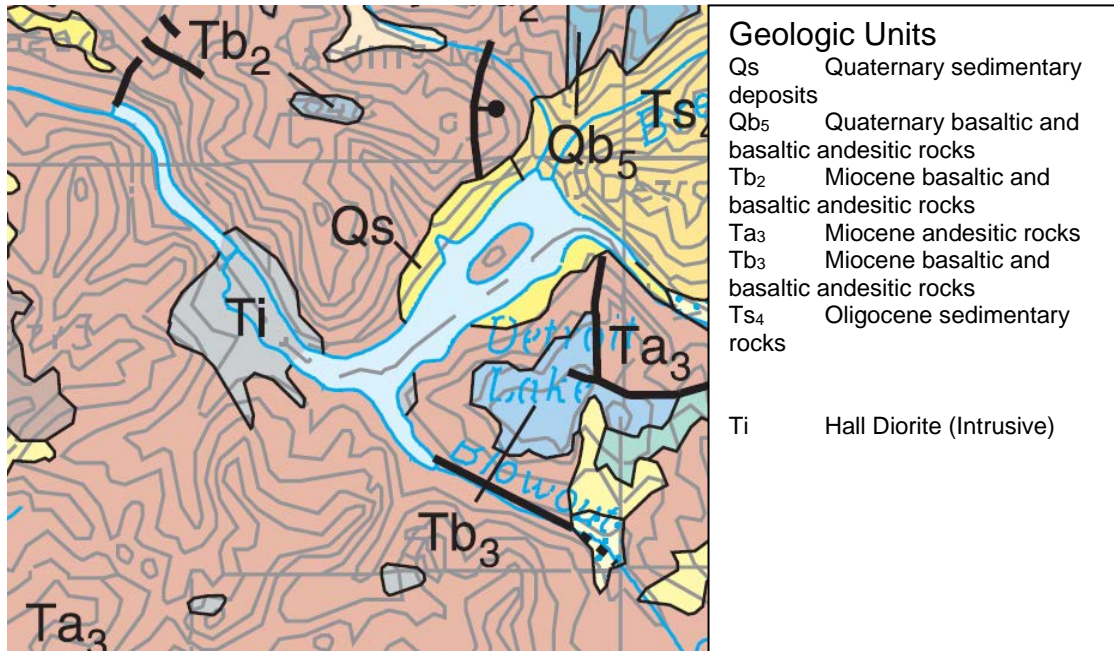 Tb2
Qb5
Ts4
Qs
Ti
Detroit
Lake
Ta3
Blowout
Tb3
Ta3
Geologic Units
Qs Quaternary sedimentary
deposits
Qb5 Quaternary basaltic and
basaltic andesitic rocks
Tb2 Miocene basaltic and
basaltic andesitic rocks
Ta3 Miocene andesitic rocks
Tb3 Miocene basaltic and
basaltic andesitic rocks
Ts4 Oligocene sedimentary
rocks
Ti Hall Diorite (Intrusive)